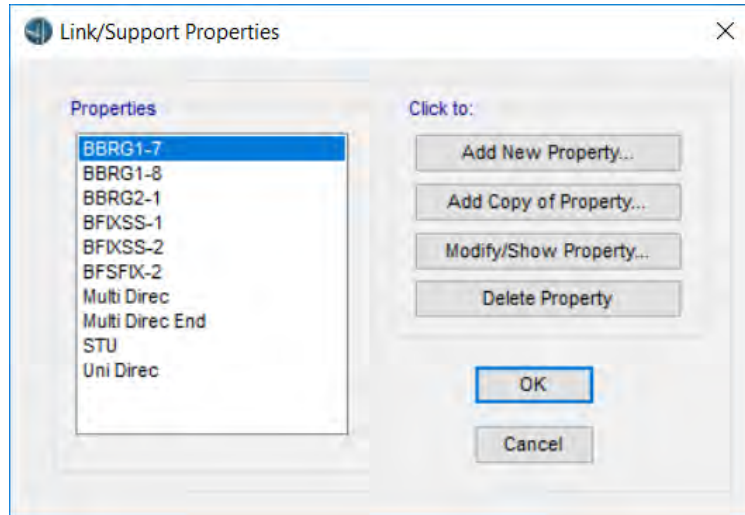 Link/Support Properties
Properties
BBRG1-7
BBRG1-8
BBRG2-1
BFIXSS-1
BFIXSS-2
BFSFIX-2
Multi Direc
Multi Direc End
STU
Uni Direc
Click to:
Add New Property...
Add Copy of Property...
Modify/Show Property...
Delete Property
OK
Cancel